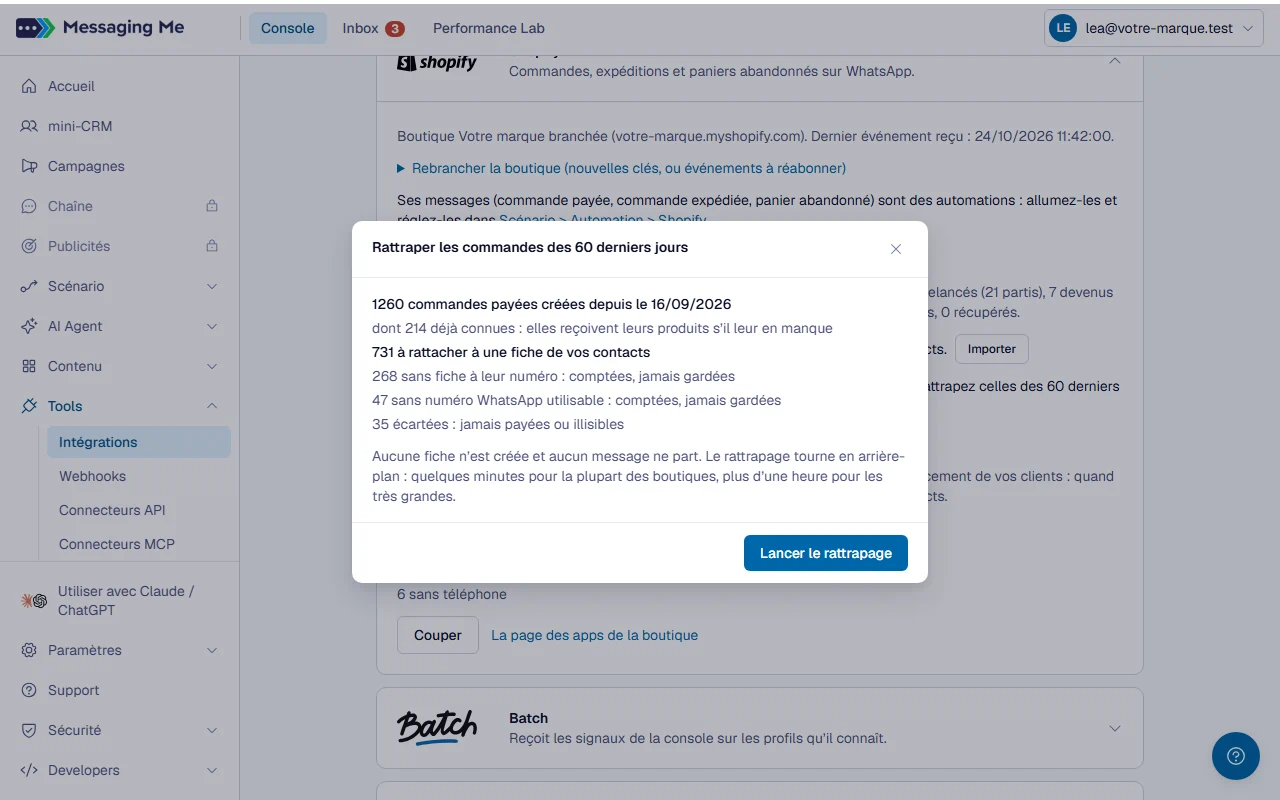 Messaging Me
Console
Inbox 3
Performance Lab
LE lea@votre-marque.test
Accueil
mini-CRM
Campagnes
Chaîne
Publicités
Scénario
AI Agent
Contenu
Tools
Intégrations
Webhooks
Connecteurs API
Connecteurs MCP
Utiliser avec Claude /
ChatGPT
Paramètres
Support
Sécurité
Developers
shopify
Commandes, expéditions et paniers abandonnés sur WhatsApp.
Boutique Votre marque branchée (votre-marque.myshopify.com). Dernier événement reçu : 24/10/2026 11:42:00.
Rebrancher la boutique (nouvelles clés, ou événements à réabonner)
Ses messages (commande payée, commande expédiée, panier abandonné) sont des automations : allumez-les et
réglez-les dans Scénario > Automation > Shopify.
elancés (21 partis), 7 devenus
s, 0 récupérés.
cts. Importer
attrapez celles des 60 derniers
cement de vos clients : quand
cts.
Rattraper les commandes des 60 derniers jours
1260 commandes payées créées depuis le 16/09/2026
dont 214 déjà connues : elles reçoivent leurs produits s'il leur en manque
731 à rattacher à une fiche de vos contacts
268 sans fiche à leur numéro : comptées, jamais gardées
47 sans numéro WhatsApp utilisable : comptées, jamais gardées
35 écartées : jamais payées ou illisibles
Aucune fiche n'est créée et aucun message ne part. Le rattrapage tourne en arrière-
plan : quelques minutes pour la plupart des boutiques, plus d'une heure pour les
très grandes.
Lancer le rattrapage
6 sans téléphone
Couper
La page des apps de la boutique
Batch
Batch
Reçoit les signaux de la console sur les profils qu'il connaît.